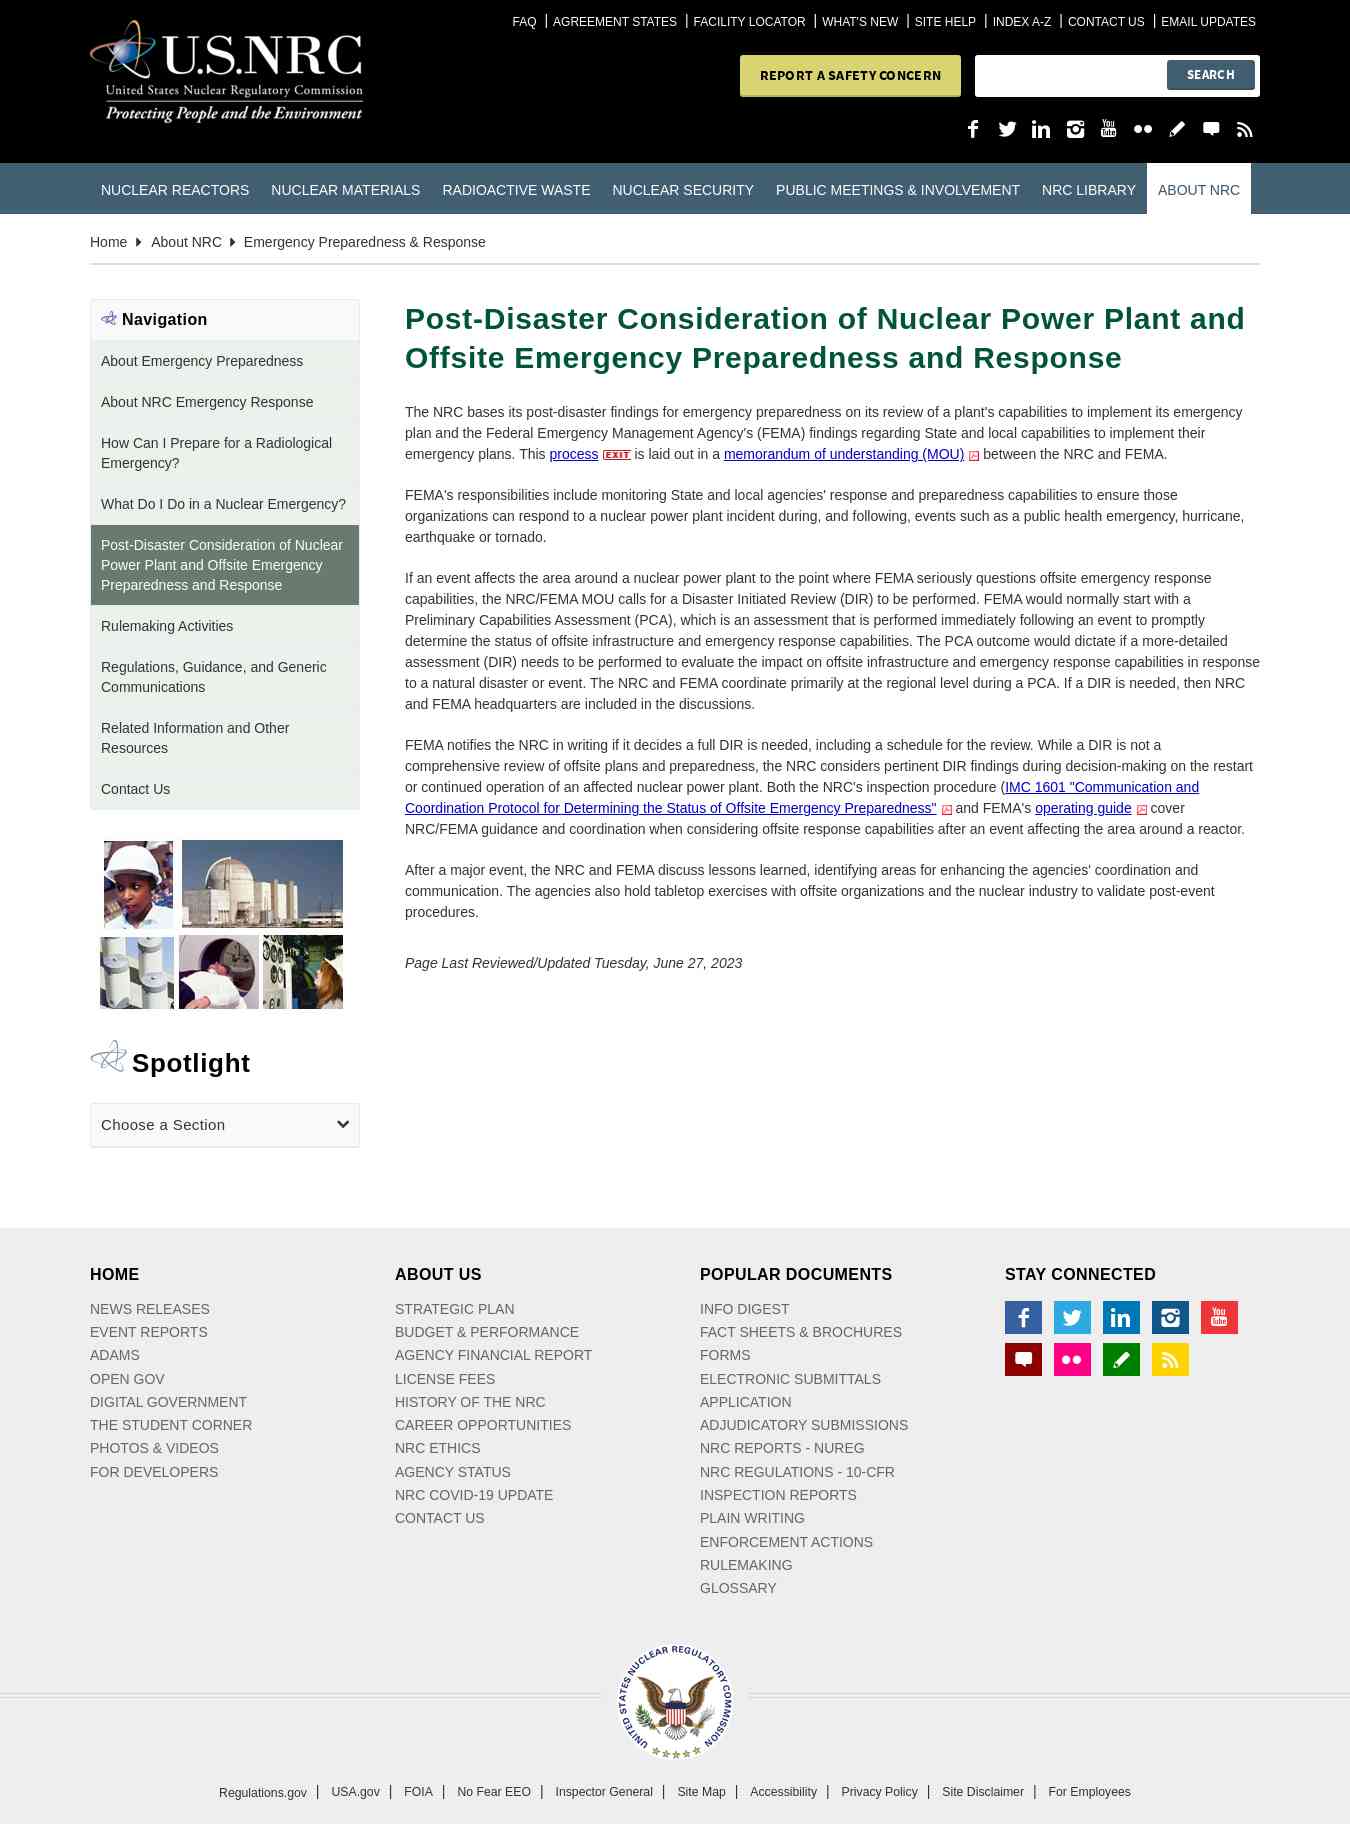 FAQ | AGREEMENT STATES | FACILITY LOCATOR | WHAT'S NEW | SITE HELP | INDEX A-Z | CONTACT US | EMAIL UPDATES
U.S.NRC
United States Nuclear Regulatory Commission
Protecting People and the Environment
REPORT A SAFETY CONCERN
SEARCH
You
Tube
NUCLEAR REACTORS NUCLEAR MATERIALS RADIOACTIVE WASTE NUCLEAR SECURITY PUBLIC MEETINGS & INVOLVEMENT NRC LIBRARY ABOUT NRC
Home About NRC Emergency Preparedness & Response
Navigation
About Emergency Preparedness
About NRC Emergency Response
How Can I Prepare for a Radiological
Emergency?
What Do I Do in a Nuclear Emergency?
Post-Disaster Consideration of Nuclear
Power Plant and Offsite Emergency
Preparedness and Response
Rulemaking Activities
Regulations, Guidance, and Generic
Communications
Related Information and Other
Resources
Contact Us
Spotlight
Choose a Section
Post-Disaster Consideration of Nuclear Power Plant and
Offsite Emergency Preparedness and Response
The NRC bases its post-disaster findings for emergency preparedness on its review of a plant's capabilities to implement its emergency
plan and the Federal Emergency Management Agency's (FEMA) findings regarding State and local capabilities to implement their
emergency plans. This process EXIT is laid out in a memorandum of understanding (MOU) between the NRC and FEMA.
FEMA's responsibilities include monitoring State and local agencies' response and preparedness capabilities to ensure those
organizations can respond to a nuclear power plant incident during, and following, events such as a public health emergency, hurricane,
earthquake or tornado.
If an event affects the area around a nuclear power plant to the point where FEMA seriously questions offsite emergency response
capabilities, the NRC/FEMA MOU calls for a Disaster Initiated Review (DIR) to be performed. FEMA would normally start with a
Preliminary Capabilities Assessment (PCA), which is an assessment that is performed immediately following an event to promptly
determine the status of offsite infrastructure and emergency response capabilities. The PCA outcome would dictate if a more-detailed
assessment (DIR) needs to be performed to evaluate the impact on offsite infrastructure and emergency response capabilities in response
to a natural disaster or event. The NRC and FEMA coordinate primarily at the regional level during a PCA. If a DIR is needed, then NRC
and FEMA headquarters are included in the discussions.
FEMA notifies the NRC in writing if it decides a full DIR is needed, including a schedule for the review. While a DIR is not a
comprehensive review of offsite plans and preparedness, the NRC considers pertinent DIR findings during decision-making on the restart
or continued operation of an affected nuclear power plant. Both the NRC's inspection procedure (IMC 1601 "Communication and
Coordination Protocol for Determining the Status of Offsite Emergency Preparedness" and FEMA's operating guide cover
NRC/FEMA guidance and coordination when considering offsite response capabilities after an event affecting the area around a reactor.
After a major event, the NRC and FEMA discuss lessons learned, identifying areas for enhancing the agencies' coordination and
communication. The agencies also hold tabletop exercises with offsite organizations and the nuclear industry to validate post-event
procedures.
Page Last Reviewed/Updated Tuesday, June 27, 2023
HOME
NEWS RELEASES
EVENT REPORTS
ADAMS
OPEN GOV
DIGITAL GOVERNMENT
THE STUDENT CORNER
PHOTOS & VIDEOS
FOR DEVELOPERS
ABOUT US
STRATEGIC PLAN
BUDGET & PERFORMANCE
AGENCY FINANCIAL REPORT
LICENSE FEES
HISTORY OF THE NRC
CAREER OPPORTUNITIES
NRC ETHICS
AGENCY STATUS
NRC COVID-19 UPDATE
CONTACT US
POPULAR DOCUMENTS
INFO DIGEST
FACT SHEETS & BROCHURES
FORMS
ELECTRONIC SUBMITTALS
APPLICATION
ADJUDICATORY SUBMISSIONS
NRC REPORTS - NUREG
NRC REGULATIONS - 10-CFR
INSPECTION REPORTS
PLAIN WRITING
ENFORCEMENT ACTIONS
RULEMAKING
GLOSSARY
STAY CONNECTED
You
Tube
UNITED STATES NUCLEAR REGULATORY COMMISSION
Regulations.gov | USA.gov | FOIA | No Fear EEO | Inspector General | Site Map | Accessibility | Privacy Policy | Site Disclaimer | For Employees